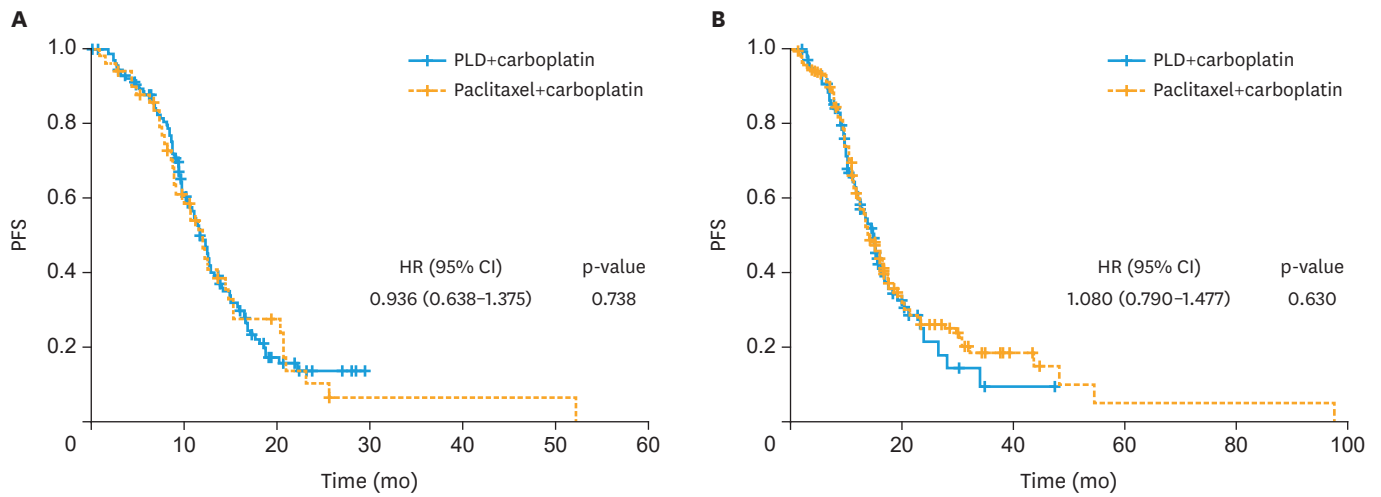 A
1.0
0.8
0.6
0.4
0.2
0
PFS
PLD+carboplatin
Paclitaxel+carboplatin
HR (95% CI) p-value
0.936 (0.638–1.375) 0.738
10 20 30 40 50 60
Time (mo)
B
1.0
0.8
0.6
0.4
0.2
0
PFS
PLD+carboplatin
Paclitaxel+carboplatin
HR (95% CI) p-value
1.080 (0.790–1.477) 0.630
20 40 60 80 100
Time (mo)